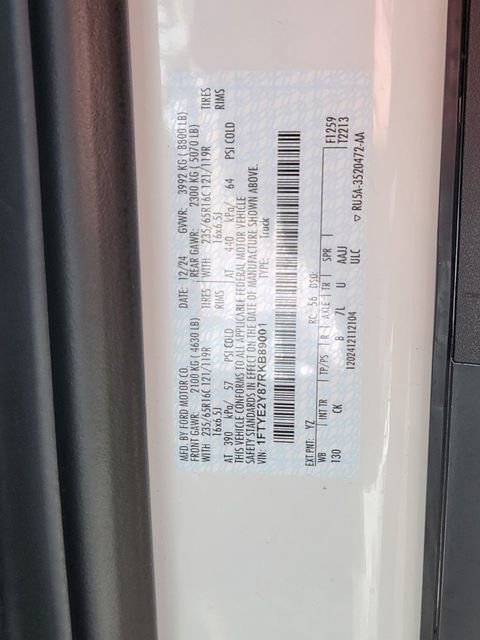 MFD. BY FORD MOTOR CO. DATE: 12/24 GVWR: 3992 KG ( 8800 LB)
FRONT GAWR: 2100 KG ( 4630 LB) REAR GAWR: 2300 KG ( 5070 LB)
WITH 235/65R16C 121/119R TIRES WITH 235/65R16C 121/119R TIRES
16x6.5J RIMS 16x6.5J RIMS
AT 390 kPa/ 57 PSI COLD AT 440 kPa/ 64 PSI COLD
THIS VEHICLE CONFORMS TO ALL APPLICABLE FEDERAL MOTOR VEHICLE
SAFETY STANDARDS IN EFFECT ON THE DATE OF MANUFACTURE SHOWN ABOVE.
VIN: 1FTYE2Y87RKB89001 TYPE: Truck
EXT PNT: YZ RC: 56 DSO: F1259
WB INT TR TP/PS R AXLE TR SPR T2213
130 CK B 7L U AAJU
ULC
1202412112104 ▽ RU5A-3520472-AA